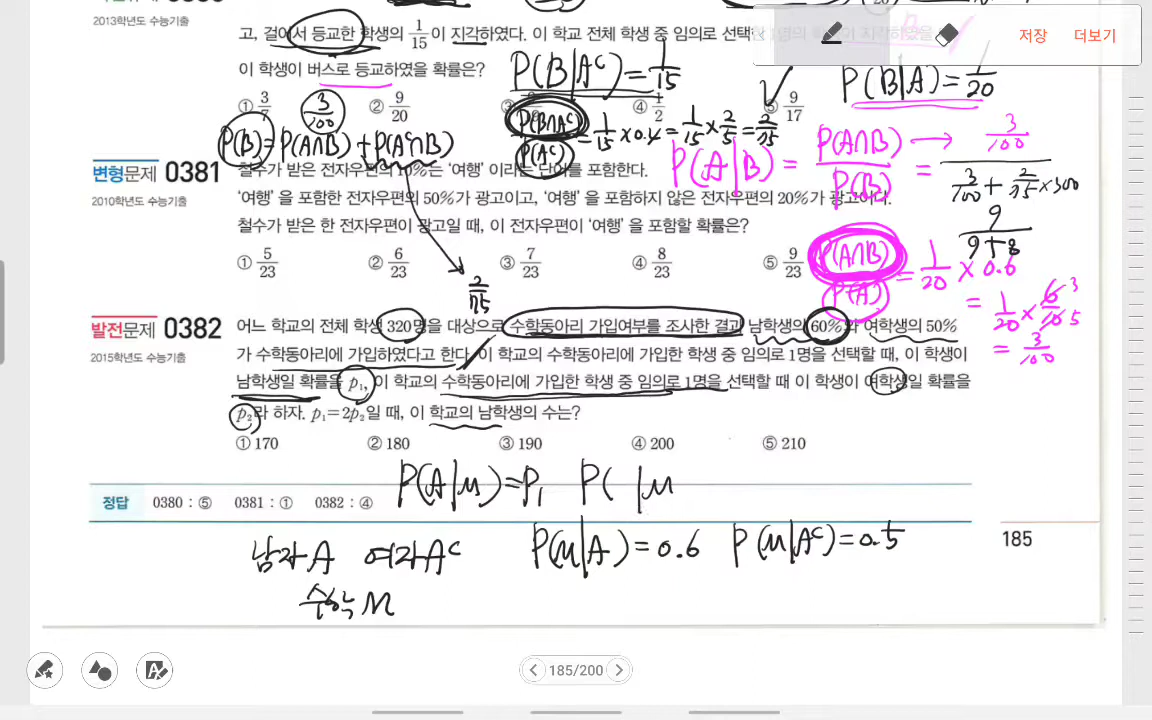 2013학년도 수능기출
고, 걸어서 등교한 학생의 1/15 이 지각하였다. 이 학교 전체 학생 중 임의로 선택
이 학생이 버스로 등교하였을 확률은?
저장 더보기
P(B|Aᶜ)=1/15
P(B|A)=1/20
① 3/7 ② 9/20 ④ 1/2 ⑤ 9/17
3/100
P(B)=P(A∩B)+P(Aᶜ∩B)
P(B∩Aᶜ)/P(Aᶜ) = 1/15×0.4=1/15×2/5=2/75
P(A|B)=P(A∩B)/P(B) → 3/100
= 3/100 + 2/75 ×300
9/9+8
변형문제 0381
2010학년도 수능기출
철수가 받은 전자우편의 10%는 ‘여행’ 이라는 단어를 포함한다.
‘여행’ 을 포함한 전자우편의 50%가 광고이고, ‘여행’ 을 포함하지 않은 전자우편의 20%가 광고이다.
철수가 받은 한 전자우편이 광고일 때, 이 전자우편이 ‘여행’ 을 포함할 확률은?
① 5/23 ② 6/23 ③ 7/23 ④ 8/23 ⑤ 9/23
2/75
P(A∩B)/P(A) = 1/20×0.6
= 1/20×6/10 3 5
= 3/100
발전문제 0382
2015학년도 수능기출
어느 학교의 전체 학생 320명을 대상으로 수학동아리 가입여부를 조사한 결과 남학생의 60%와 여학생의 50%
가 수학동아리에 가입하였다고 한다. 이 학교의 수학동아리에 가입한 학생 중 임의로 1명을 선택할 때, 이 학생이
남학생일 확률을 p₁, 이 학교의 수학동아리에 가입한 학생 중 임의로 1명을 선택할 때 이 학생이 여학생일 확률을
p₂라 하자. p₁=2p₂일 때, 이 학교의 남학생의 수는?
① 170 ② 180 ③ 190 ④ 200 ⑤ 210
P(A|M)=P₁ P( |M
정답 0380 : ⑤ 0381 : ① 0382 : ④
185
남자 A 여자 Aᶜ P(M|A)=0.6 P(M|Aᶜ)=0.5
수학 M
185/200